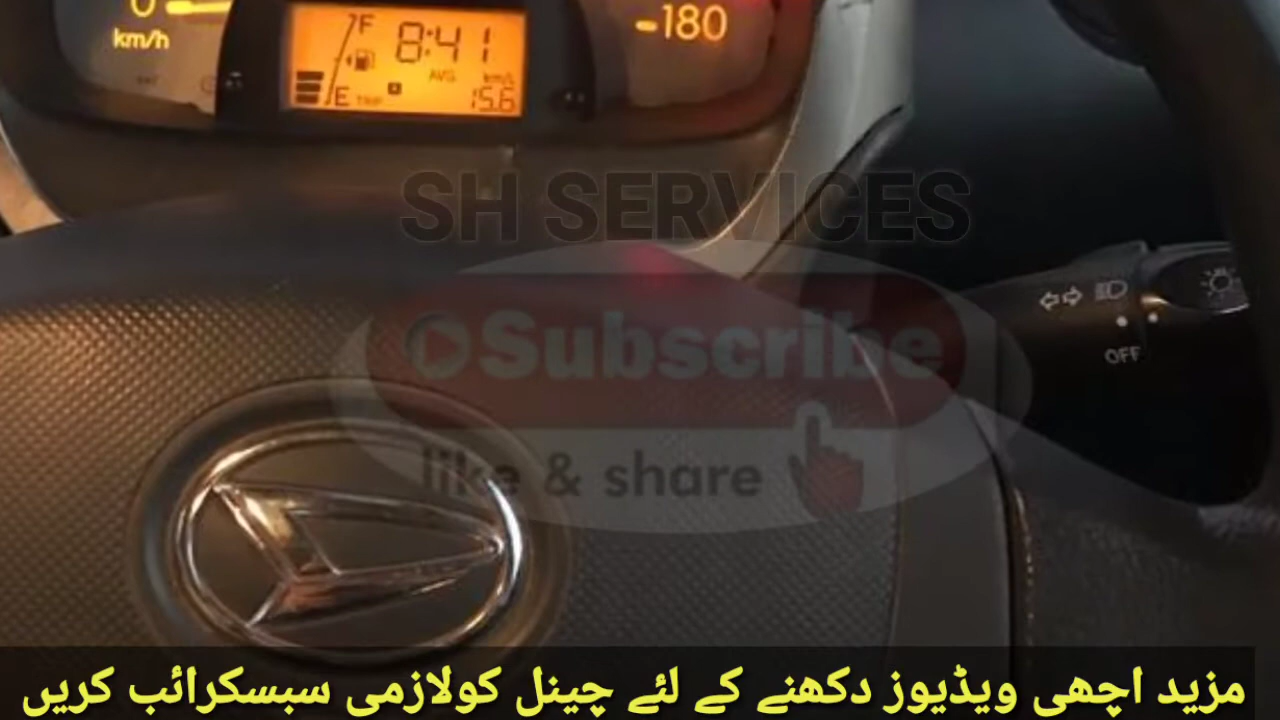 0
km/h
F
8:41
-180
AVG
km/L
E
TRIP
15.6
SH SERVICES
Subscribe
like & share
OFF
مزید اچھی ویڈیوز دکھنے کے لئے چینل کولازمی سبسکرائب کریں